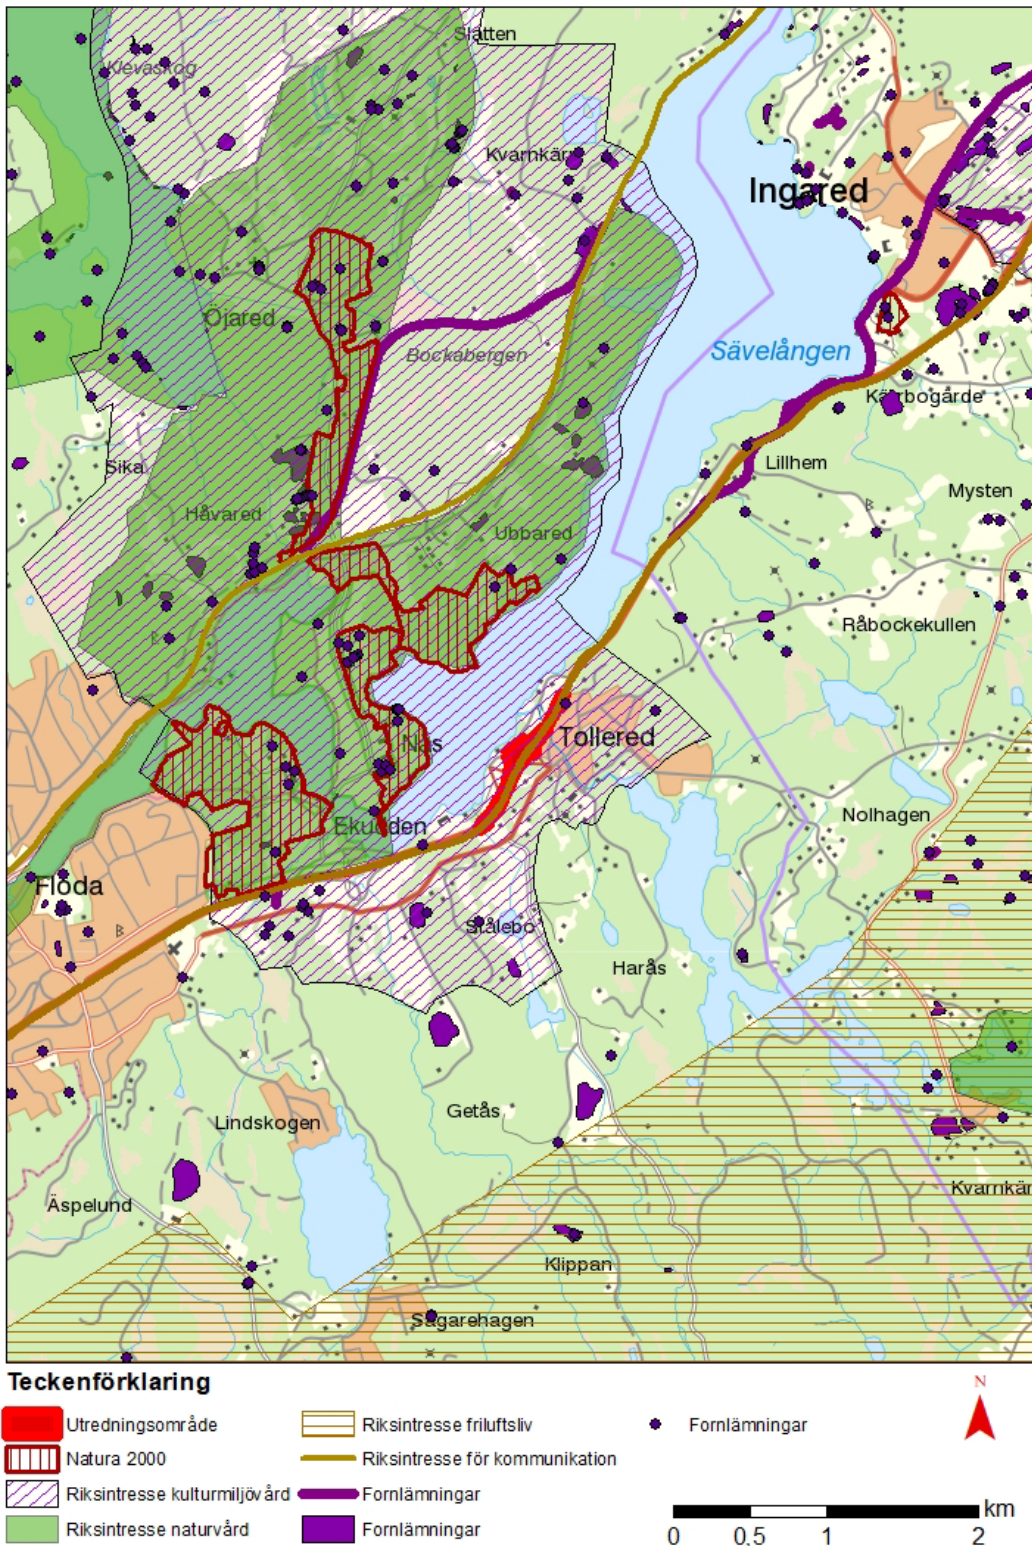 Slätten
Klevaskog
Kvarnkärr
Ingared
Öjared
Bockabergen
Sävelången
Kärrbogärde
Sika
Lillhem
Mysten
Håvared
Ubbared
Råbockekullen
Tollered
Näs
Nolhagen
Ekudden
Floda
Stålebo
Harås
Getås
Lindskogen
Äspelund
Kvarnkär
Klippan
Sågarehagen
Teckenförklaring
N
Utredningsområde Riksintresse friluftsliv Fornlämningar
Natura 2000 Riksintresse för kommunikation
Riksintresse kulturmiljövård Fornlämningar
Riksintresse naturvård Fornlämningar
km
0 0,5 1 2